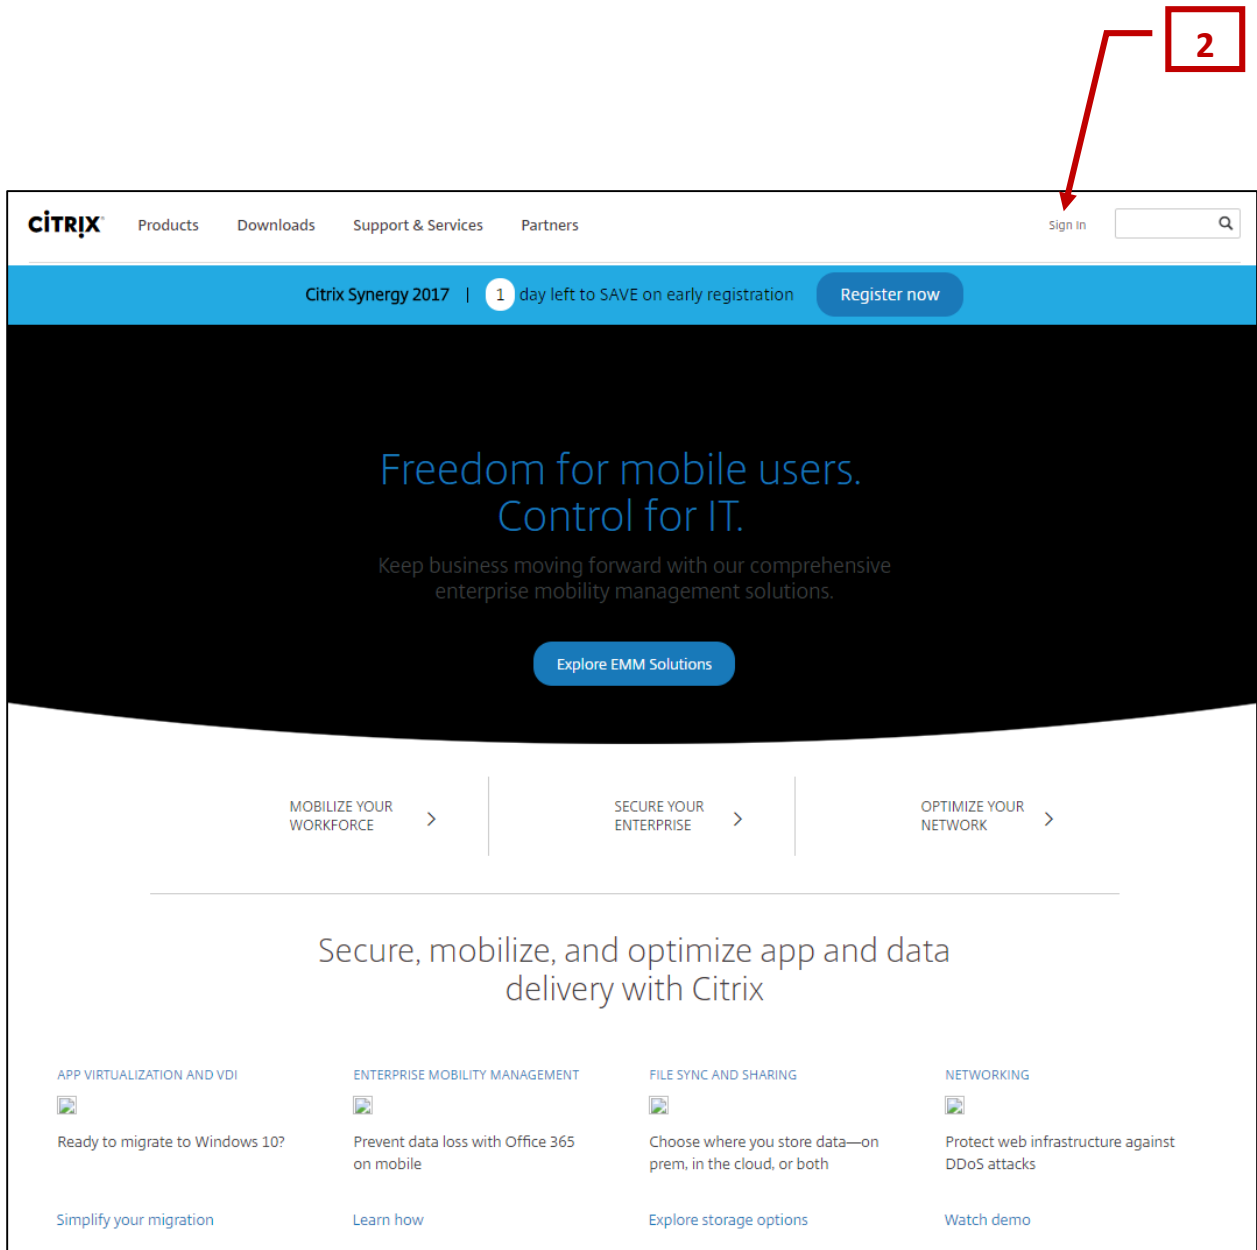 2
CITRIX Products Downloads Support & Services Partners Sign In
Citrix Synergy 2017 | 1 day left to SAVE on early registration Register now
Freedom for mobile users.
Control for IT.
Keep business moving forward with our comprehensive
enterprise mobility management solutions.
Explore EMM Solutions
MOBILIZE YOUR
WORKFORCE
SECURE YOUR
ENTERPRISE
OPTIMIZE YOUR
NETWORK
Secure, mobilize, and optimize app and data
delivery with Citrix
APP VIRTUALIZATION AND VDI
Ready to migrate to Windows 10?
Simplify your migration
ENTERPRISE MOBILITY MANAGEMENT
Prevent data loss with Office 365
on mobile
Learn how
FILE SYNC AND SHARING
Choose where you store data—on
prem, in the cloud, or both
Explore storage options
NETWORKING
Protect web infrastructure against
DDoS attacks
Watch demo